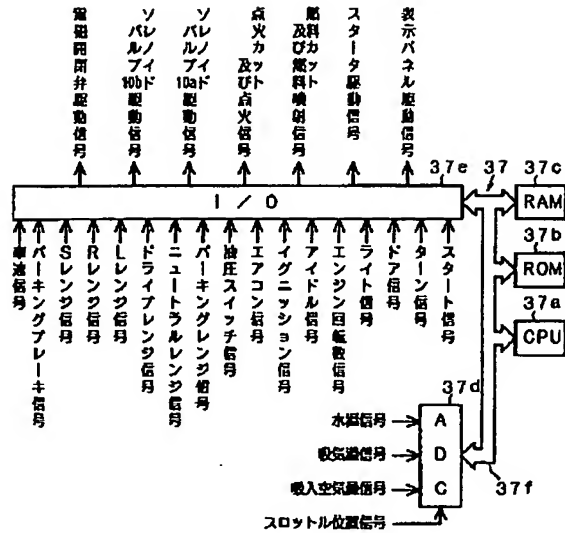 電磁開閉弁駆動信号
ソレノイド
バルブ10b駆動信号
ソレノイド
バルブ10a駆動信号
点火カット
及び点火信号
燃料カット
及び燃料噴射信号
スタータ駆動信号
表示パネル駆動信号
I/O
37e
37
37c
RAM
37b
ROM
37a
CPU
車速信号
パーキングブレーキ信号
Sレンジ信号
Rレンジ信号
Lレンジ信号
ドライブレンジ信号
ニュートラルレンジ信号
パーキングレンジ信号
油圧スイッチ信号
エアコン信号
イグニッション信号
アイドル信号
エンジン回転数信号
ライト信号
ドア信号
ターン信号
スタート信号
37d
水温信号
吸気温信号
吸入空気量信号
スロットル位置信号
A
D
C
37f